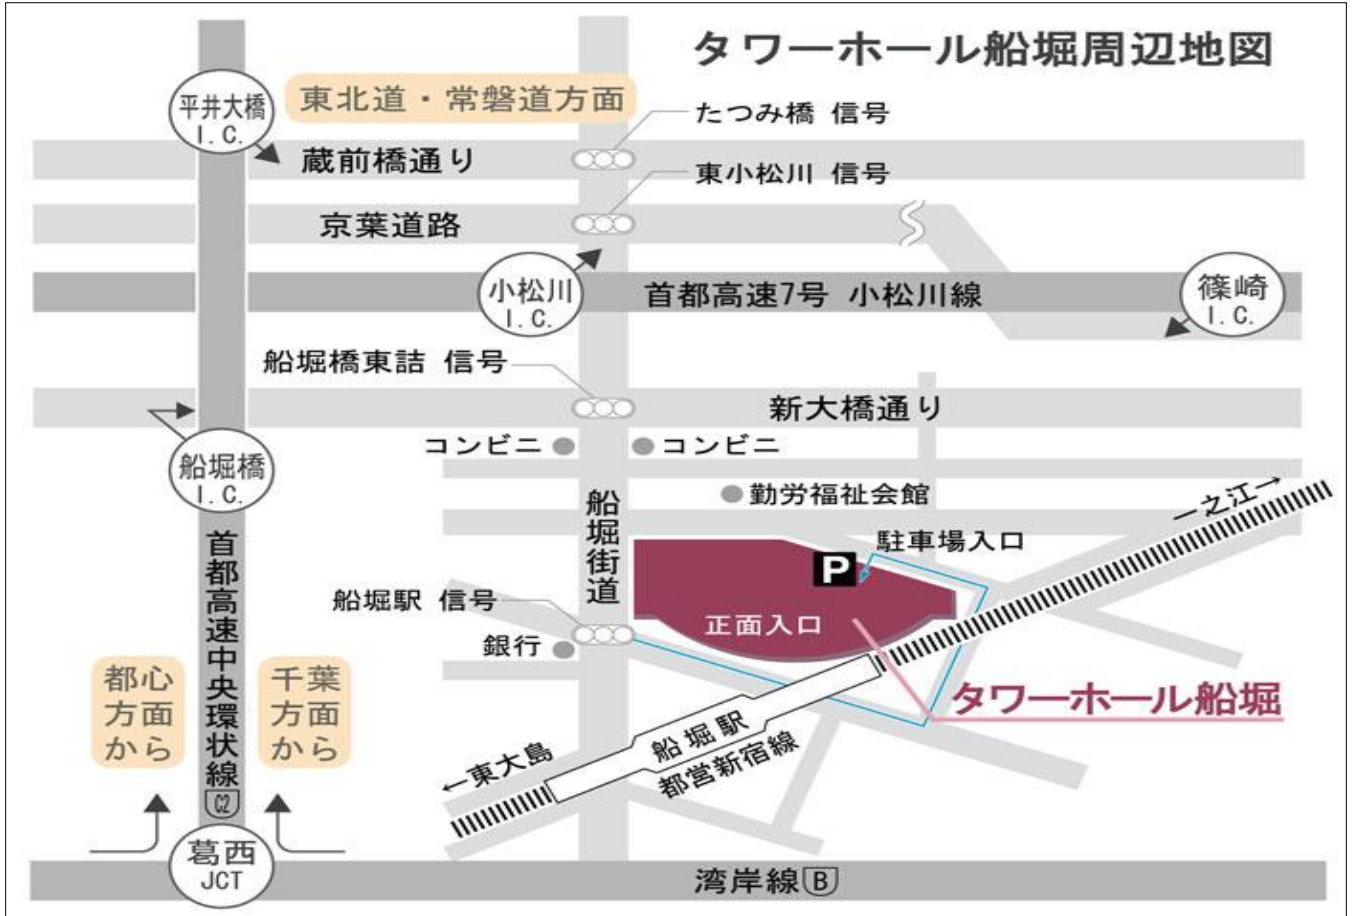 タワーホール船堀周辺地図
平井大橋
I.C.
東北道・常磐道方面
たつみ橋 信号
蔵前橋通り
東小松川 信号
京葉道路
小松川
I.C.
首都高速7号 小松川線
篠崎
I.C.
船堀橋東詰 信号
新大橋通り
コンビニ
コンビニ
船堀橋
I.C.
勤労福祉会館
船堀街道
一之江→
駐車場入口
P
首都高速中央環状線
C2
船堀駅 信号
正面入口
銀行
都心
方面
から
千葉
方面
から
タワーホール船堀
船堀駅
都営新宿線
←東大島
葛西
JCT
湾岸線 B